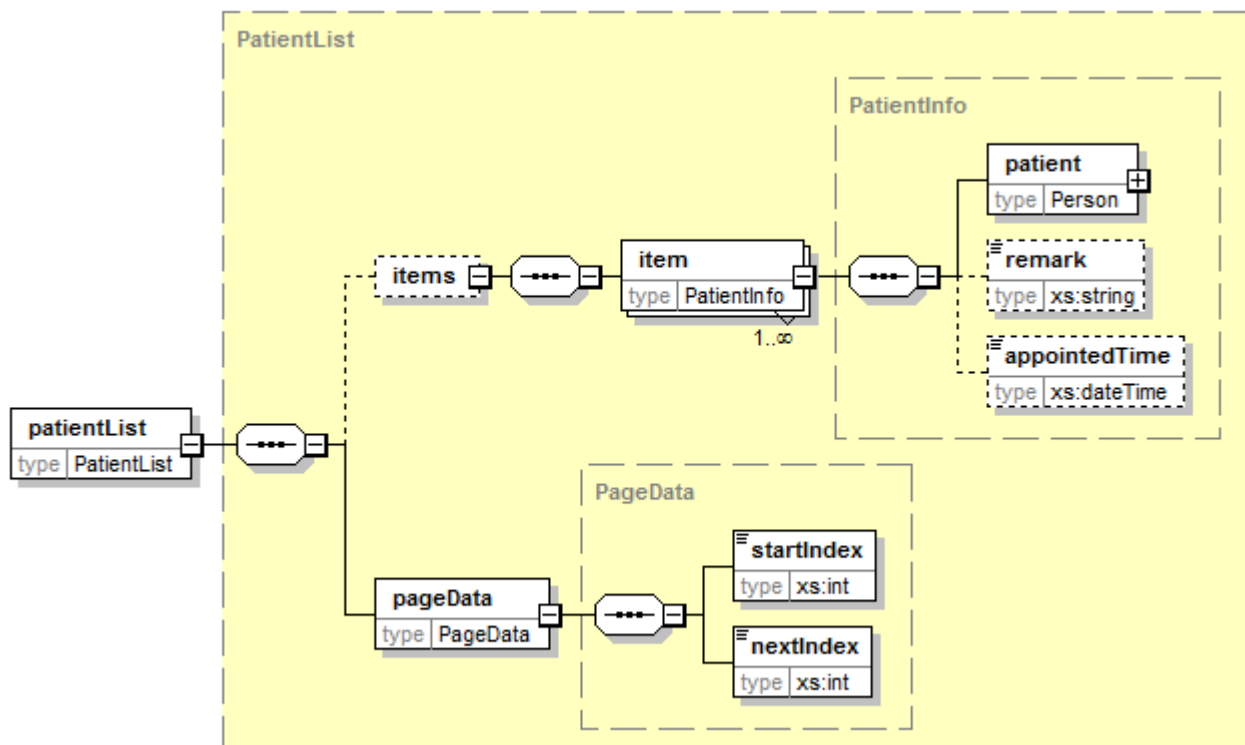 PatientList
PatientInfo
patient
type Person
items
item
type PatientInfo
1..∞
remark
type xs:string
appointedTime
type xs:dateTime
patientList
type PatientList
PageData
startIndex
type xs:int
pageData
type PageData
nextIndex
type xs:int